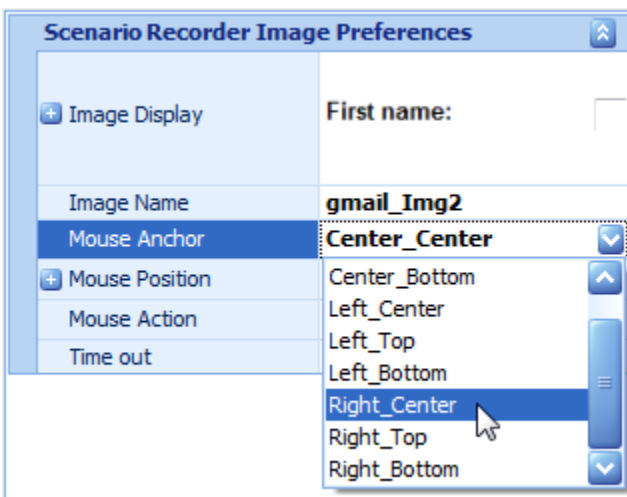 Scenario Recorder Image Preferences
Image Display
First name:
Image Name
gmail_Img2
Mouse Anchor
Center_Center
Mouse Position
Mouse Action
Time out
Center_Bottom
Left_Center
Left_Top
Left_Bottom
Right_Center
Right_Top
Right_Bottom